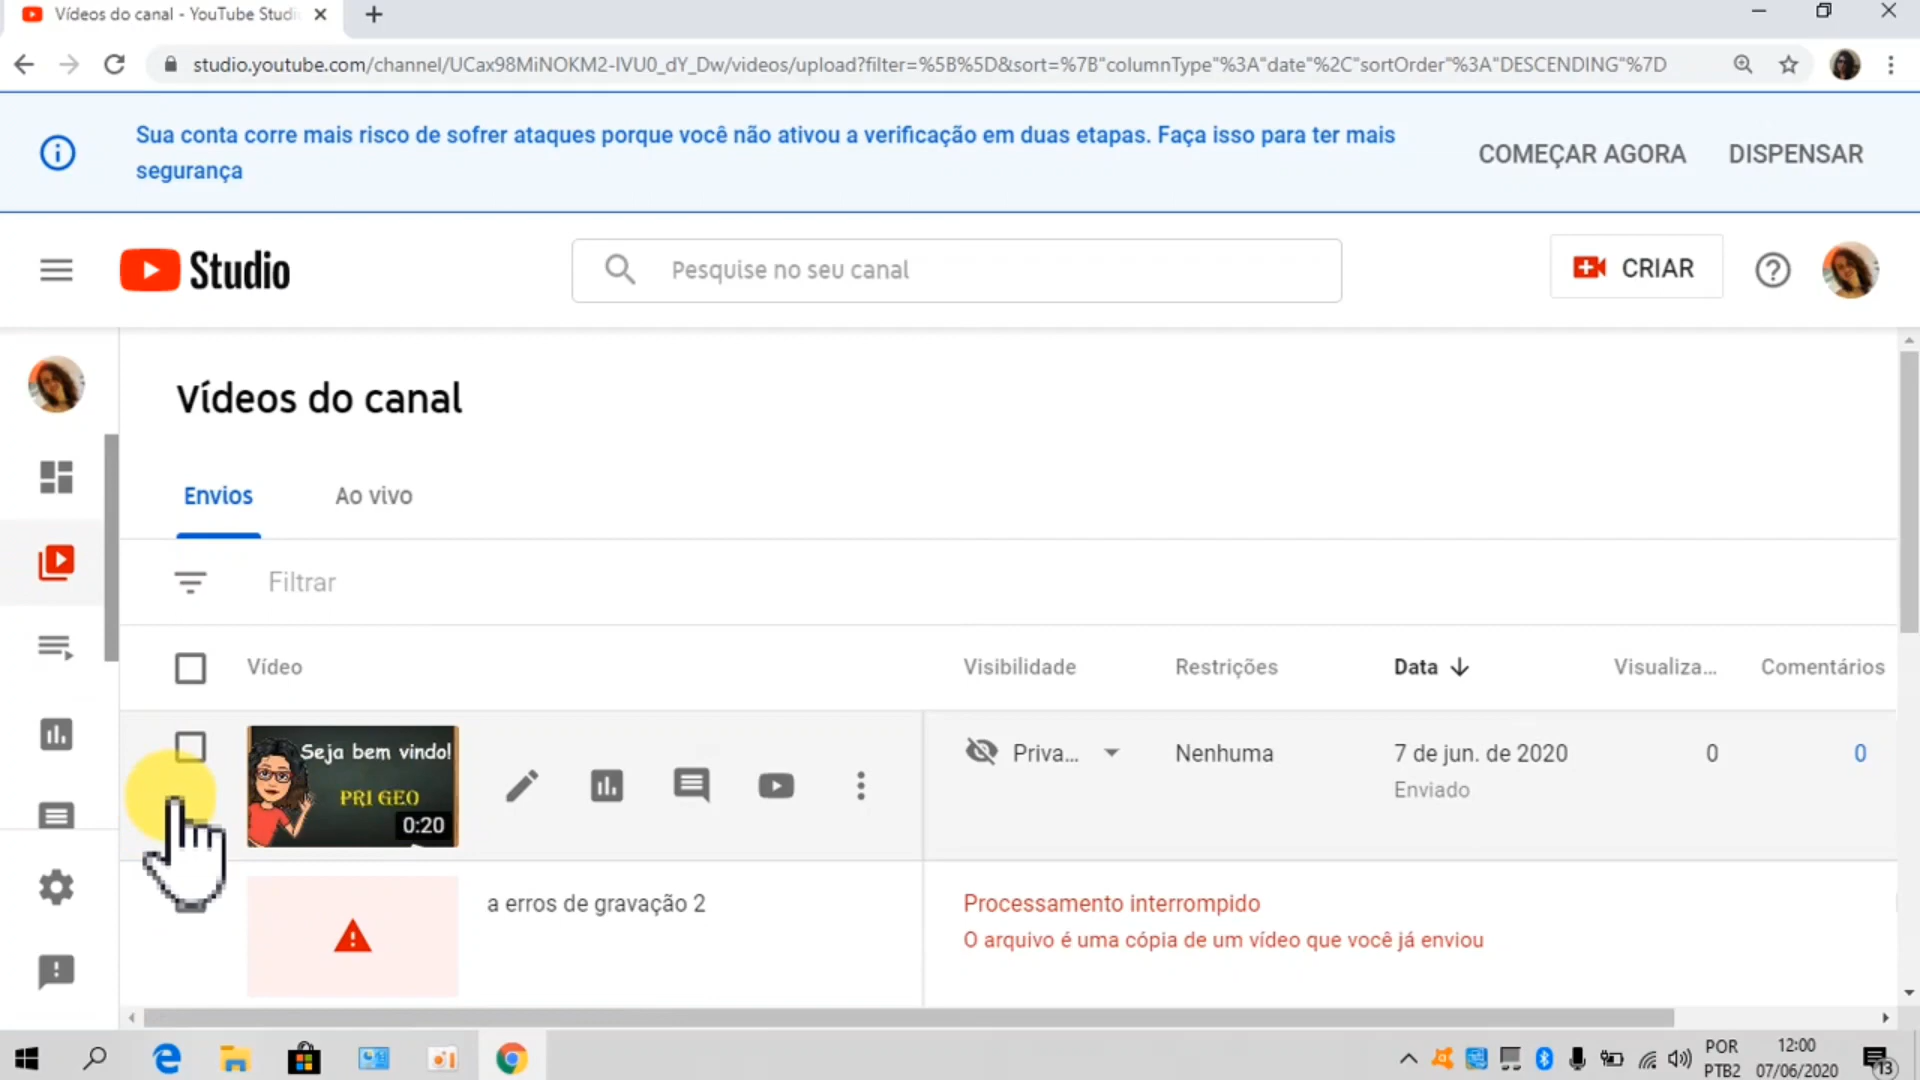 Vídeos do canal - YouTube Studi
studio.youtube.com/channel/UCax98MiNOKM2-IVU0_dY_Dw/videos/upload?filter=%5B%5D&sort=%7B"columnType"%3A"date"%2C"sortOrder"%3A"DESCENDING"%7D
Sua conta corre mais risco de sofrer ataques porque você não ativou a verificação em duas etapas. Faça isso para ter mais
segurança
COMEÇAR AGORA
DISPENSAR
Studio
Pesquise no seu canal
CRIAR
Vídeos do canal
Envios
Ao vivo
Filtrar
Vídeo
Visibilidade
Restrições
Data
Visualiza...
Comentários
Seja bem vindo!
PRI GEO
0:20
Priva...
Nenhuma
7 de jun. de 2020
0
0
Enviado
a erros de gravação 2
Processamento interrompido
O arquivo é uma cópia de um vídeo que você já enviou
POR
PTB2
12:00
07/06/2020
13